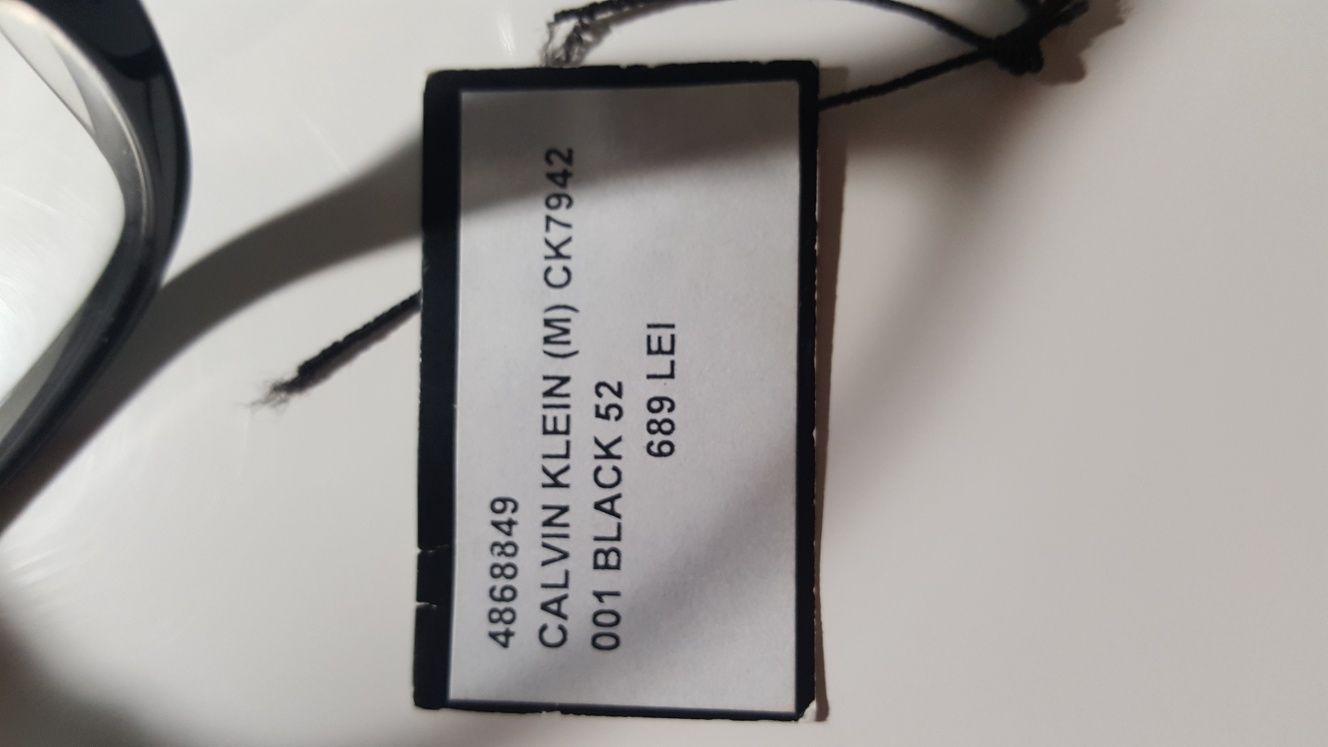 4868849
CALVIN KLEIN (M) CK7942
001 BLACK 52
689 LEI